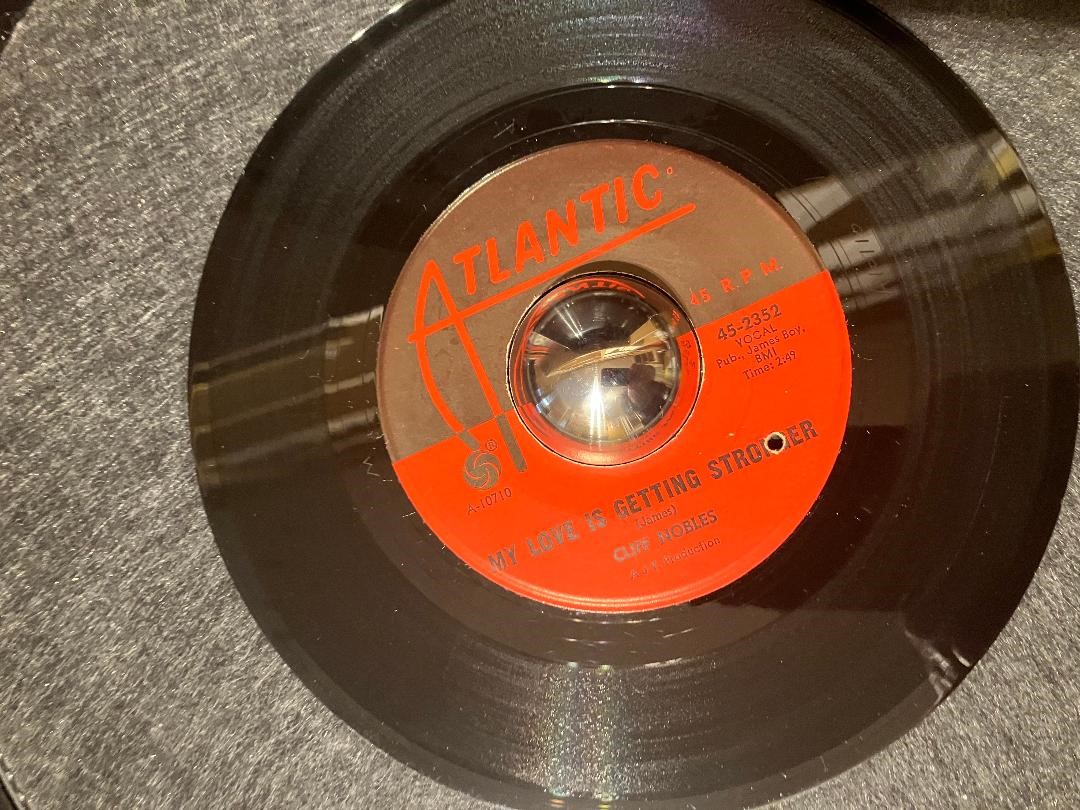 ATLANTIC
45 R.P.M.
45-2352
VOCAL
Pub., James Boy,
BMI
Time: 2:49
®
A-10710
MY LOVE IS GETTING
(James)
CLIFF NOBLES
Production